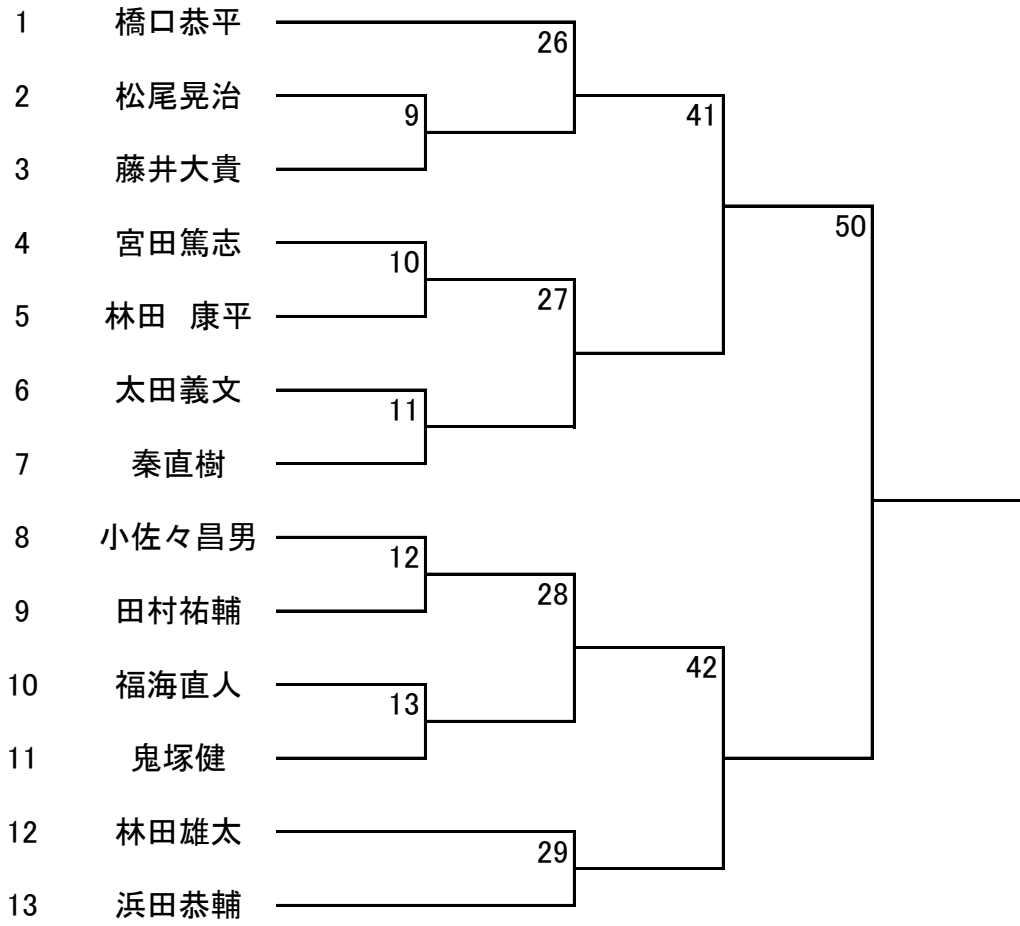 1 橋口恭平
26
2 松尾晃治
9 41
3 藤井大貴
50
4 宮田篤志
10
27
5 林田　康平
6 太田義文
11
7 秦直樹
8 小佐々昌男
12
28
9 田村祐輔
42
10 福海直人
13
11 鬼塚健
12 林田雄太
29
13 浜田恭輔